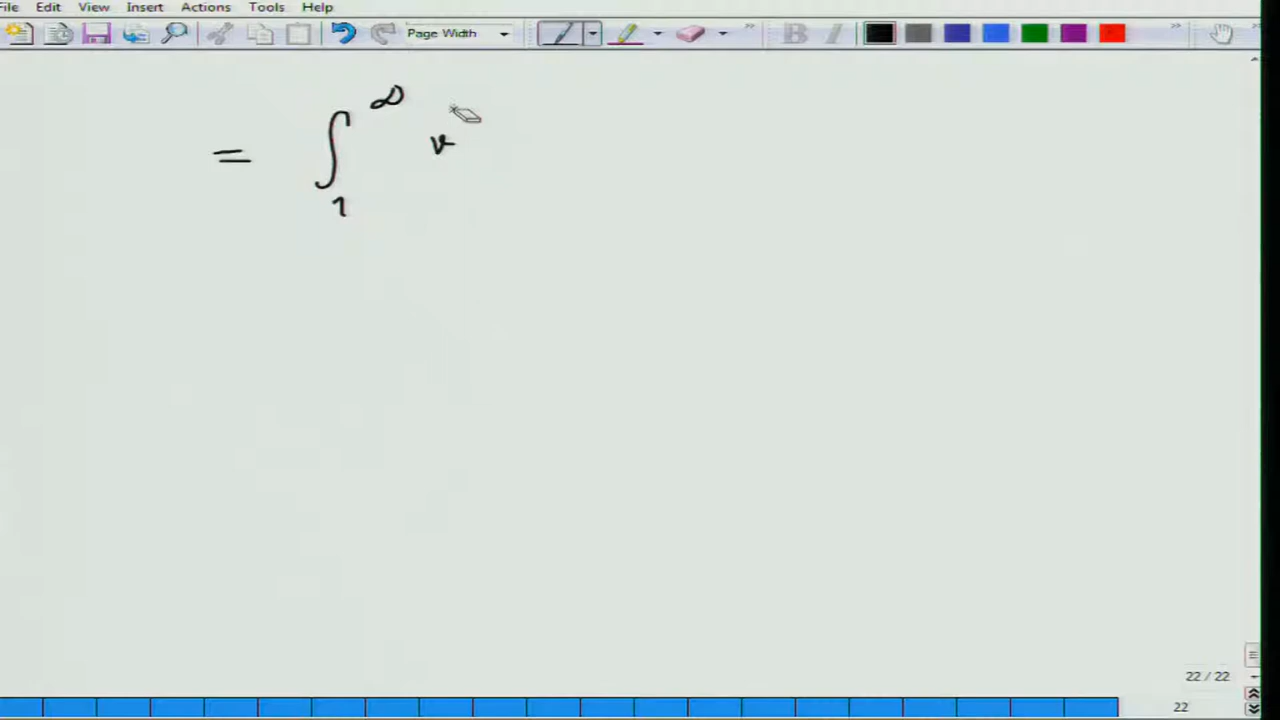 File Edit View Insert Actions Tools Help
Page Width
B I
∞
= ∫ v
1
22 / 22
22